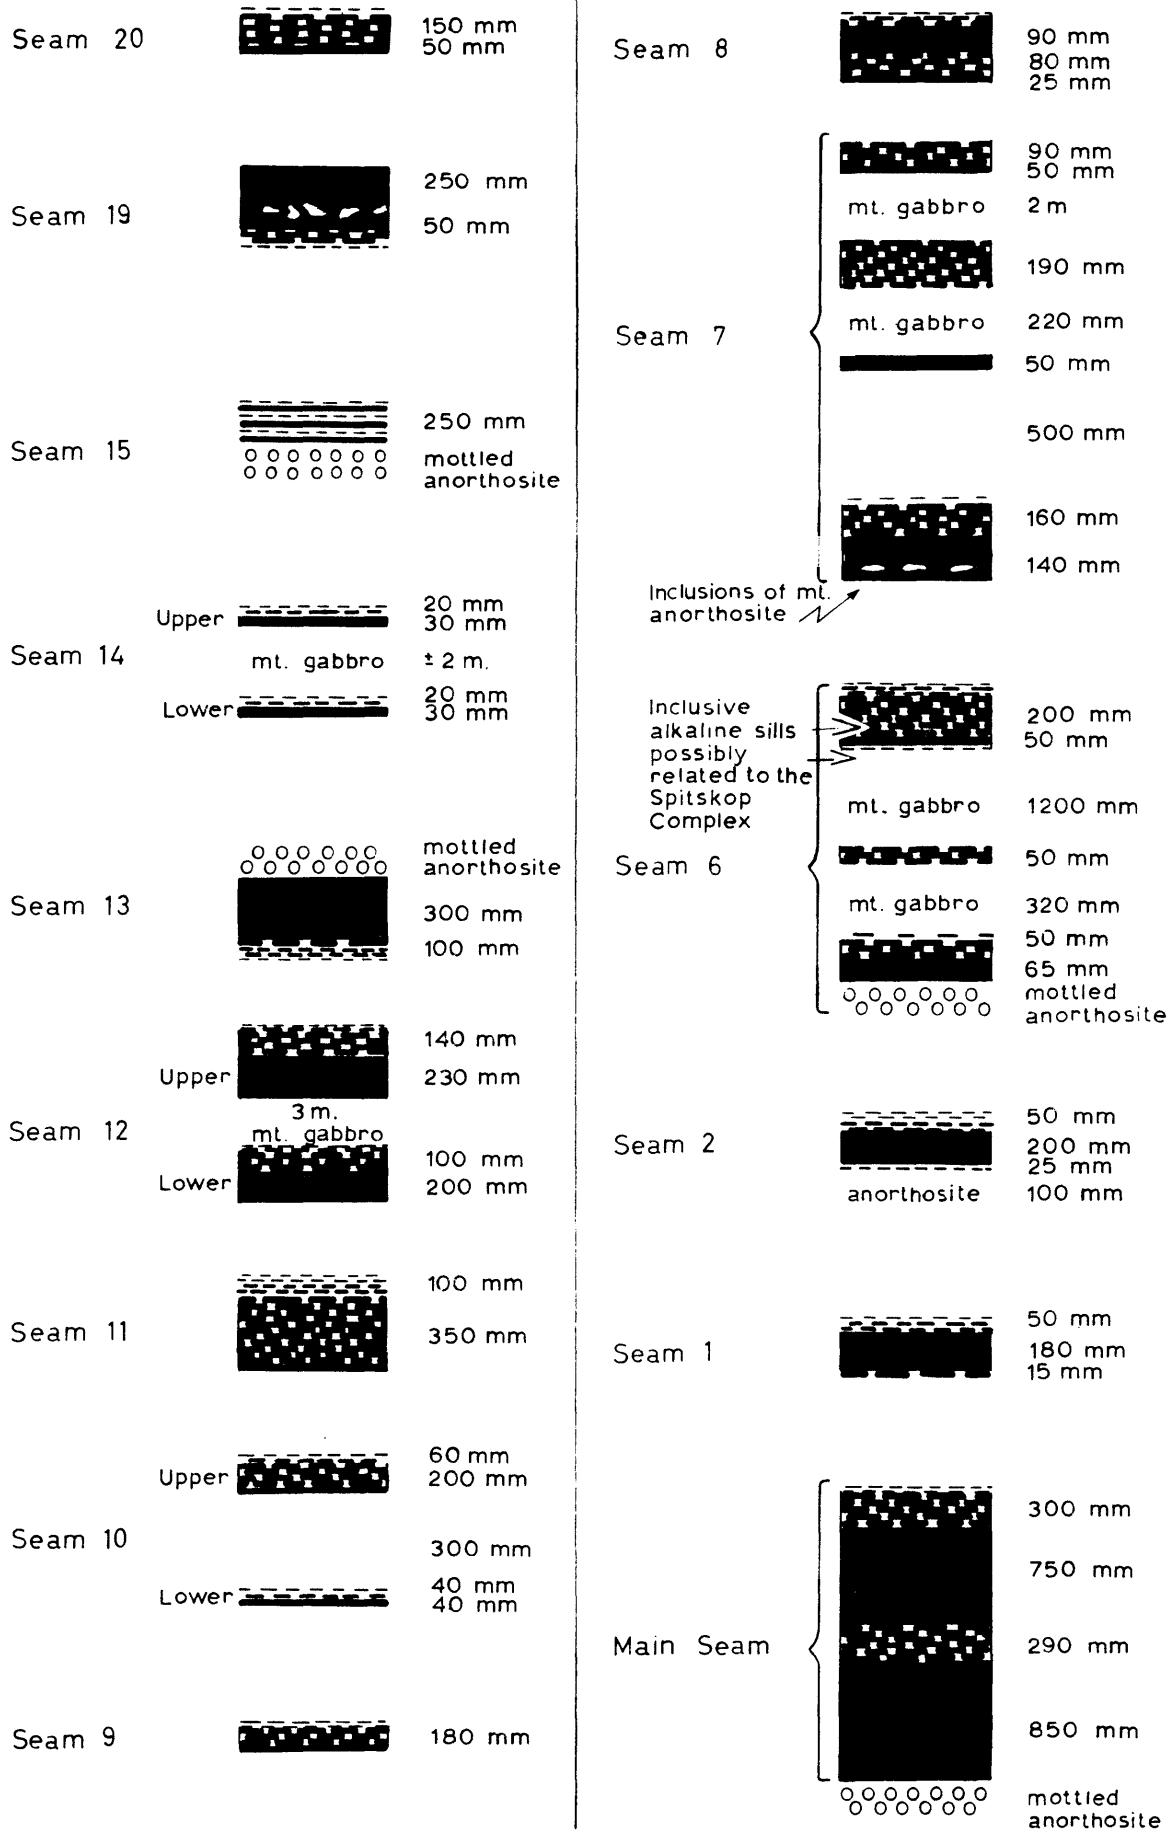 Seam 20
150 mm
50 mm
Seam 19
250 mm
50 mm
Seam 15
250 mm
mottled
anorthosite
Upper
20 mm
30 mm
Seam 14
mt. gabbro
± 2 m.
Lower
20 mm
30 mm
mottled
anorthosite
Seam 13
300 mm
100 mm
140 mm
Upper
230 mm
3 m.
Seam 12
mt. gabbro
100 mm
Lower
200 mm
100 mm
Seam 11
350 mm
60 mm
Upper
200 mm
Seam 10
300 mm
40 mm
Lower
40 mm
Seam 9
180 mm
Seam 8
90 mm
80 mm
25 mm
90 mm
50 mm
mt. gabbro
2 m
190 mm
Seam 7
mt. gabbro
220 mm
50 mm
500 mm
160 mm
140 mm
Inclusions of mt.
anorthosite
Inclusive
alkaline sills
possibly
related to the
Spitskop
Complex
200 mm
50 mm
mt. gabbro
1200 mm
Seam 6
50 mm
mt. gabbro
320 mm
50 mm
65 mm
mottled
anorthosite
50 mm
Seam 2
200 mm
25 mm
anorthosite
100 mm
50 mm
Seam 1
180 mm
15 mm
300 mm
750 mm
Main Seam
290 mm
850 mm
mottled
anorthosite